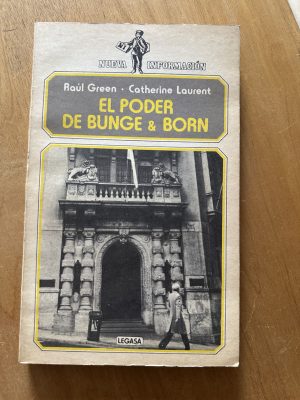 NUEVA INFORMACIÓN
Raúl Green · Catherine Laurent
EL PODER
DE BUNGE & BORN
LEGASA